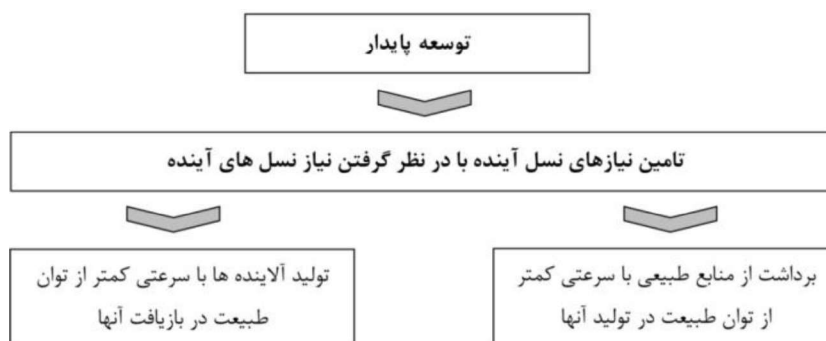 توسعه پایدار
تامین نیازهای نسل آینده با در نظر گرفتن نیاز نسل های آینده
برداشت از منابع طبیعی با سرعتی کمتر
از توان طبیعت در تولید آنها
تولید آلاینده ها با سرعتی کمتر از توان
طبیعت در بازیافت آنها